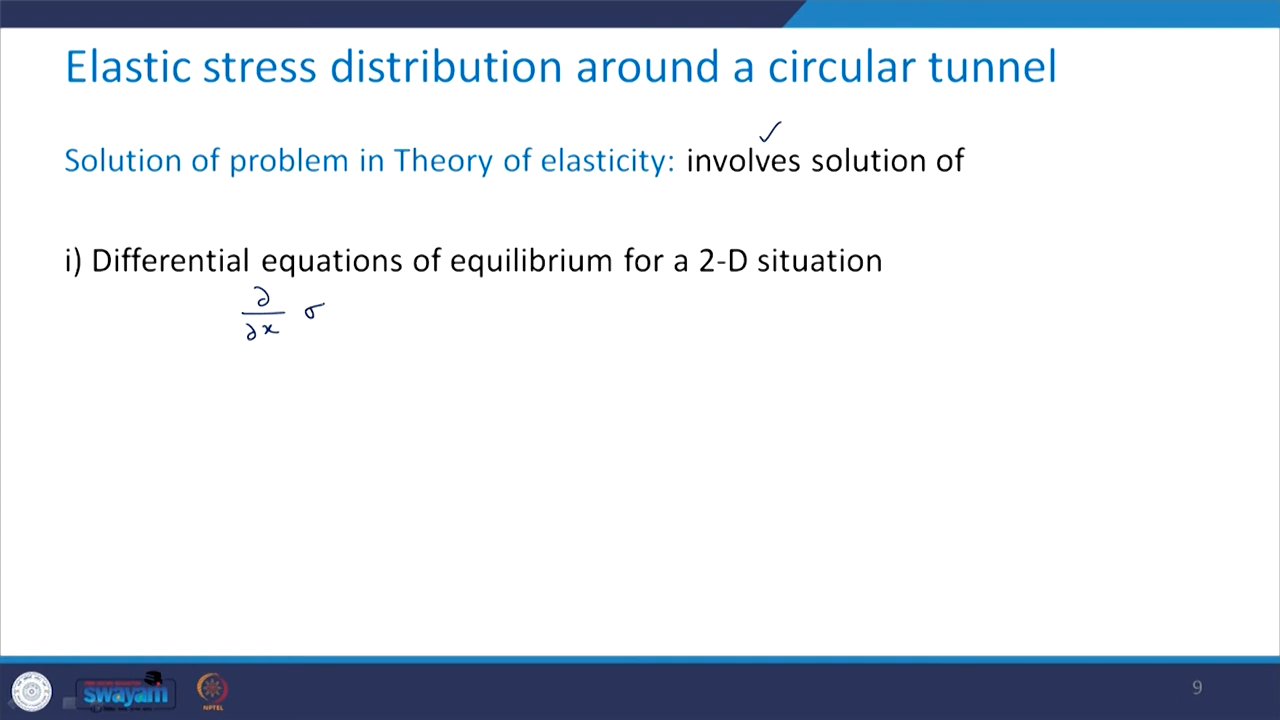 Elastic stress distribution around a circular tunnel
Solution of problem in Theory of elasticity: involves solution of
i) Differential equations of equilibrium for a 2-D situation
∂/∂x σ
swayam
NPTEL
9